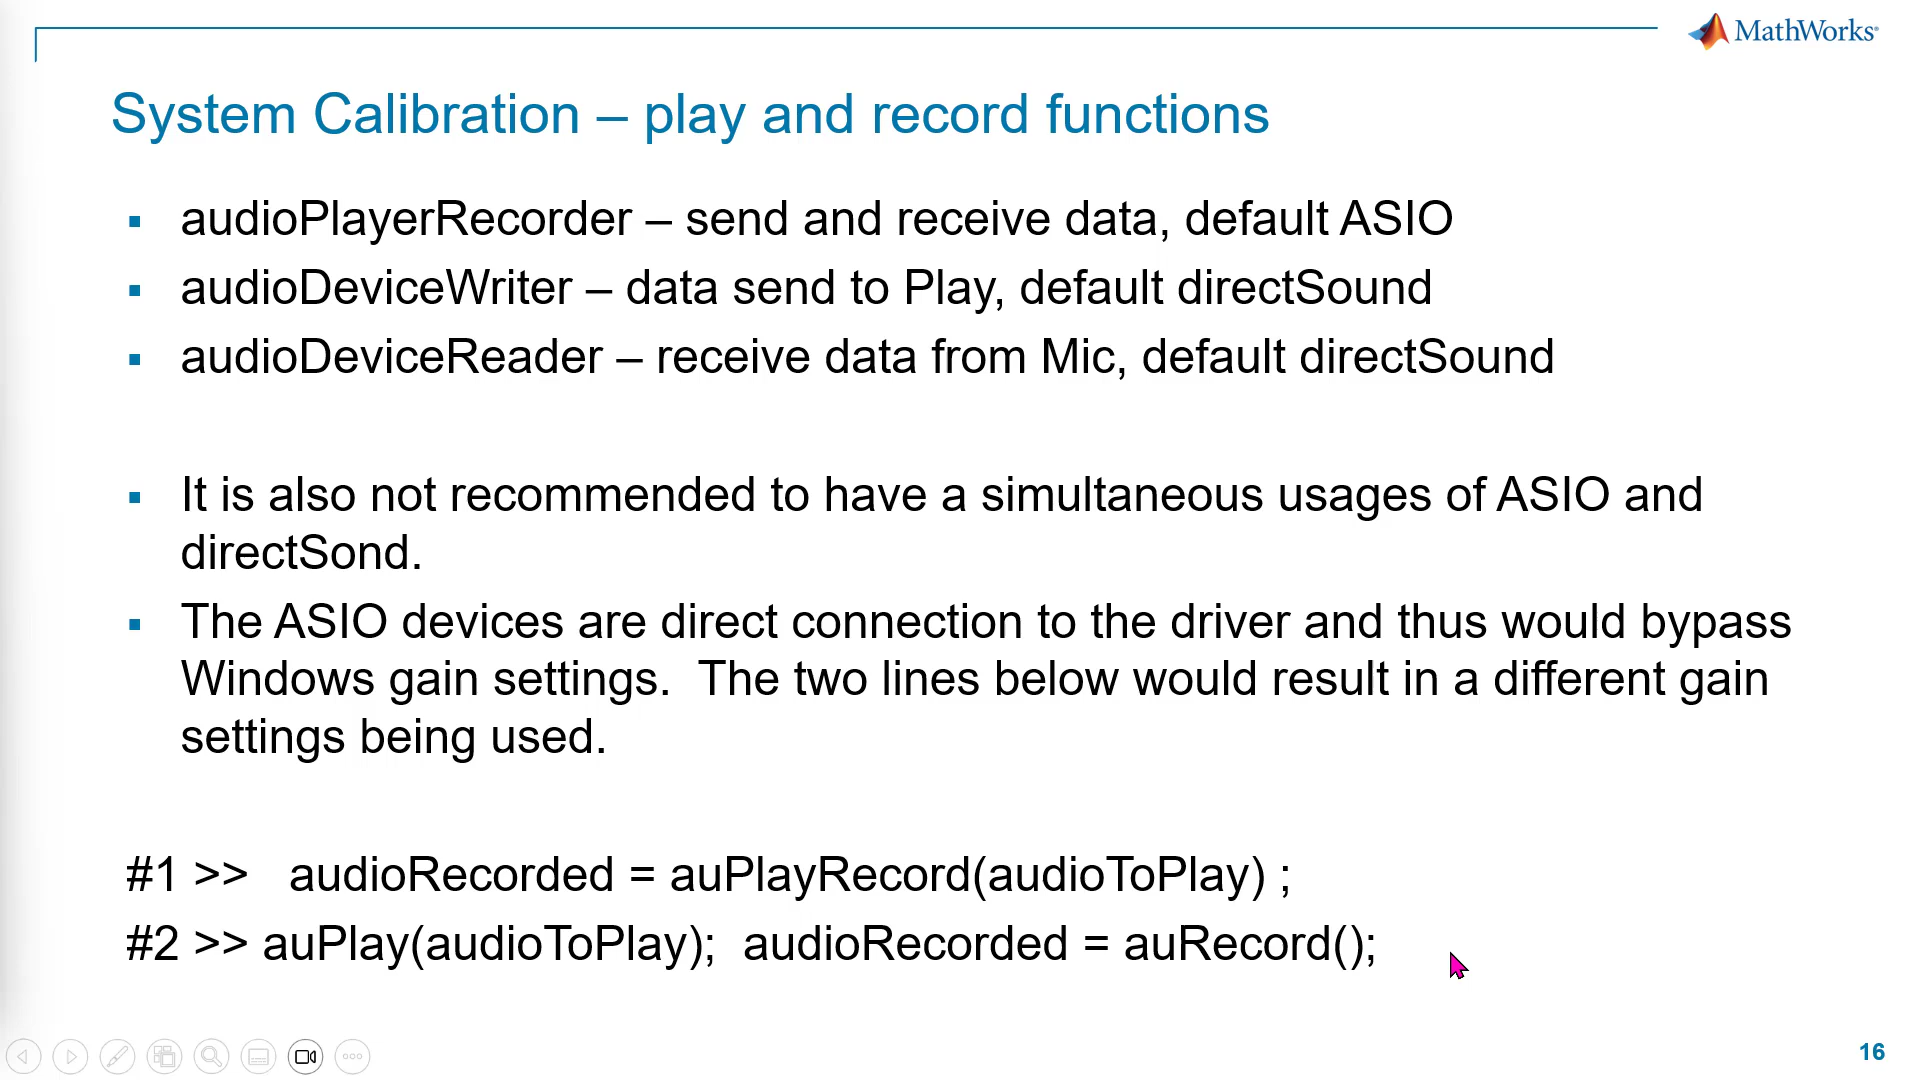 MathWorks
System Calibration – play and record functions
▪ audioPlayerRecorder – send and receive data, default ASIO
▪ audioDeviceWriter – data send to Play, default directSound
▪ audioDeviceReader – receive data from Mic, default directSound
▪ It is also not recommended to have a simultaneous usages of ASIO and
directSond.
▪ The ASIO devices are direct connection to the driver and thus would bypass
Windows gain settings.  The two lines below would result in a different gain
settings being used.
#1 >>   audioRecorded = auPlayRecord(audioToPlay) ;
#2 >> auPlay(audioToPlay);  audioRecorded = auRecord();
16